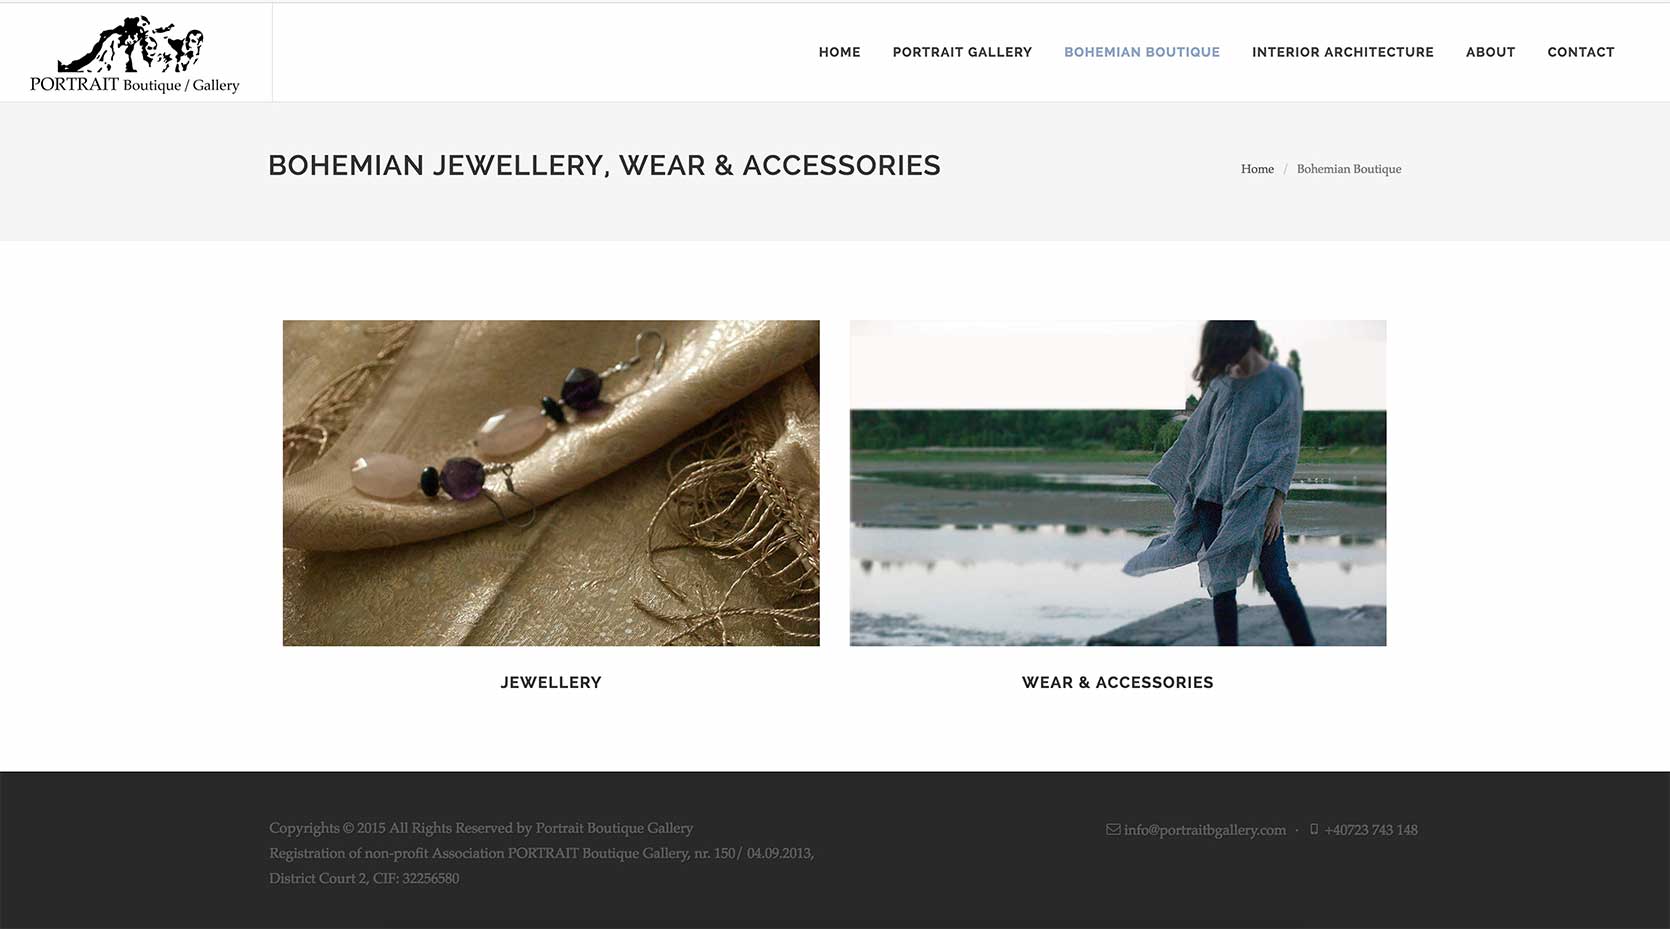 PORTRAIT Boutique / Gallery
HOME PORTRAIT GALLERY BOHEMIAN BOUTIQUE INTERIOR ARCHITECTURE ABOUT CONTACT
BOHEMIAN JEWELLERY, WEAR & ACCESSORIES
Home / Bohemian Boutique
JEWELLERY
WEAR & ACCESSORIES
Copyrights © 2015 All Rights Reserved by Portrait Boutique Gallery
Registration of non-profit Association PORTRAIT Boutique Gallery, nr. 150/ 04.09.2013,
District Court 2, CIF: 32256580
info@portraitbgallery.com · +40723 743 148